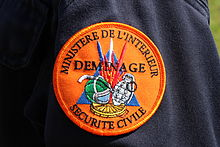 MINISTERE DE L'INTERIEUR
DEMINAGE
SECURITE CIVILE